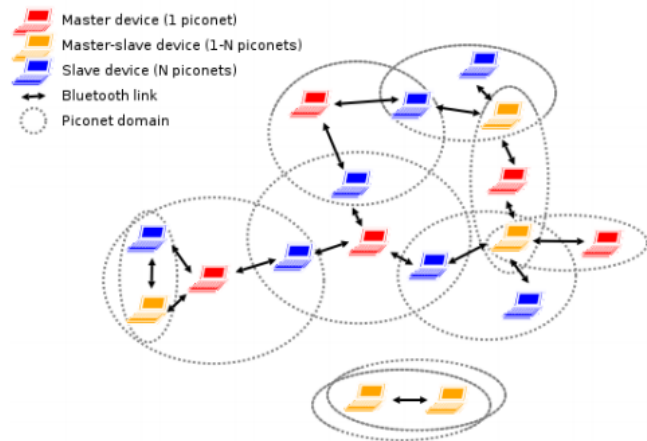 Master device (1 piconet)
Master-slave device (1-N piconets)
Slave device (N piconets)
Bluetooth link
Piconet domain